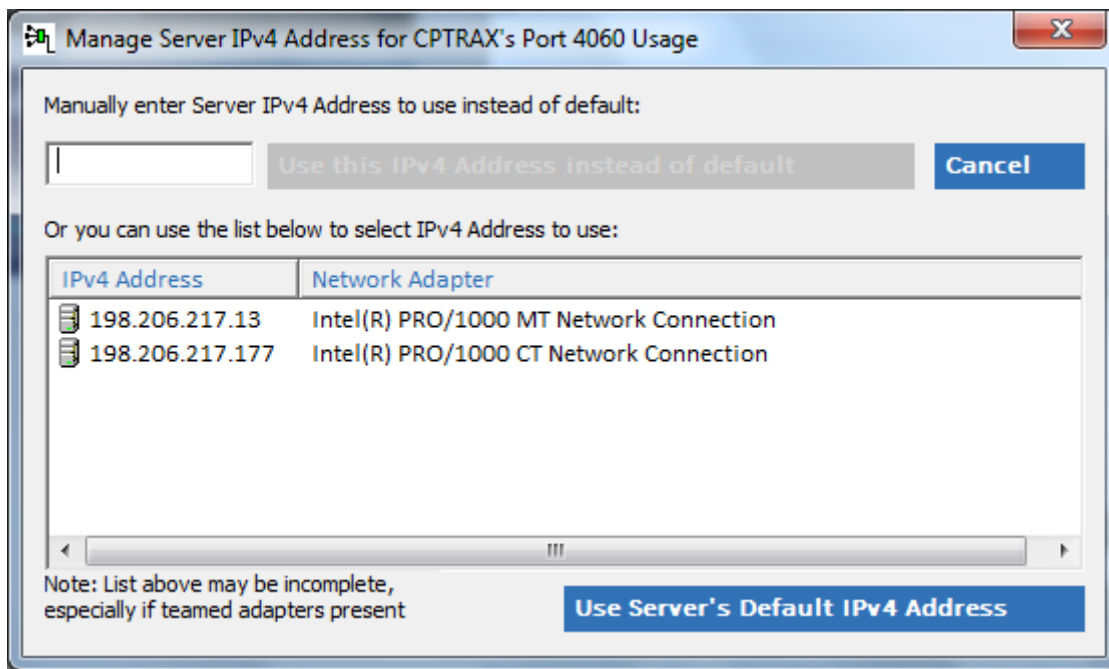 Manage Server IPv4 Address for CPTRAX's Port 4060 Usage
Manually enter Server IPv4 Address to use instead of default:
Use this IPv4 Address instead of default
Cancel
Or you can use the list below to select IPv4 Address to use:
IPv4 Address Network Adapter
198.206.217.13 Intel(R) PRO/1000 MT Network Connection
198.206.217.177 Intel(R) PRO/1000 CT Network Connection
Note: List above may be incomplete,
especially if teamed adapters present
Use Server's Default IPv4 Address